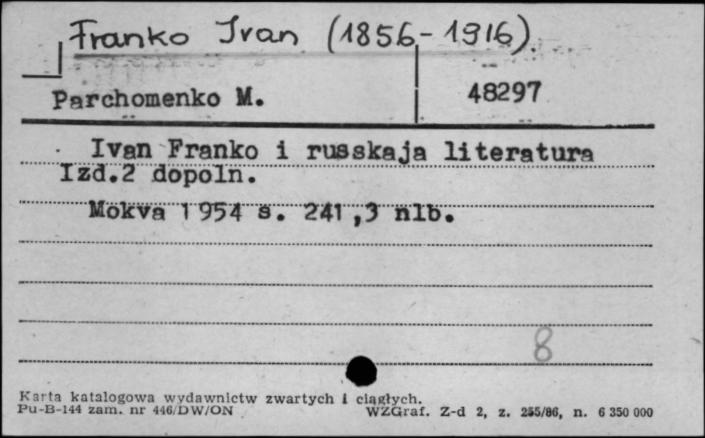 Franko Ivan (1856-1916)
Parchomenko M. 48297
Ivan Franko i russkaja literatura
Izd.2 dopoln.
Mokva 1954 s. 241,3 nlb.
8
Karta katalogowa wydawnictw zwartych i ciągłych.
Pu-B-144 zam. nr 446/DW/ON WZGraf. Z-d 2, z. 255/86, n. 6 350 000